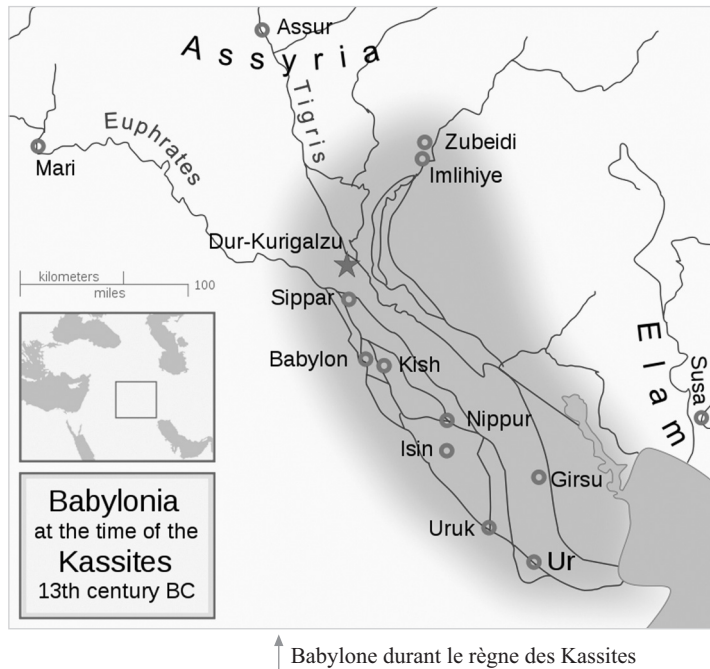 Assur
Assyria
Tigris
Euphrates
Mari
Zubeidi
Imlihiye
Dur-Kurigalzu
kilometers
miles
100
Sippar
Babylon
Kish
Elam
Susa
Nippur
Isin
Girsu
Uruk
Ur
Babylonia
at the time of the
Kassites
13th century BC
Babylone durant le règne des Kassites